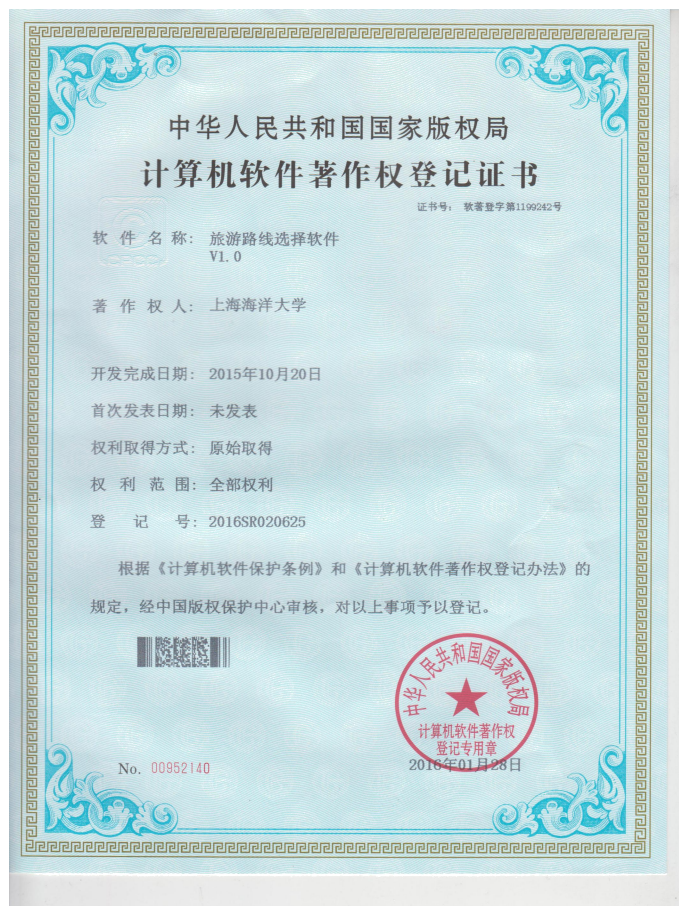 中华人民共和国国家版权局
计算机软件著作权登记证书
证书号： 软著登字第1199242号
软件名称： 旅游路线选择软件
V1.0
著作权人： 上海海洋大学
开发完成日期： 2015年10月20日
首次发表日期： 未发表
权利取得方式： 原始取得
权利范围： 全部权利
登记号： 2016SR020625
根据《计算机软件保护条例》和《计算机软件著作权登记办法》的
规定，经中国版权保护中心审核，对以上事项予以登记。
中华人民共和国国家版权局
计算机软件著作权
登记专用章
No. 00952140
2016年01月28日